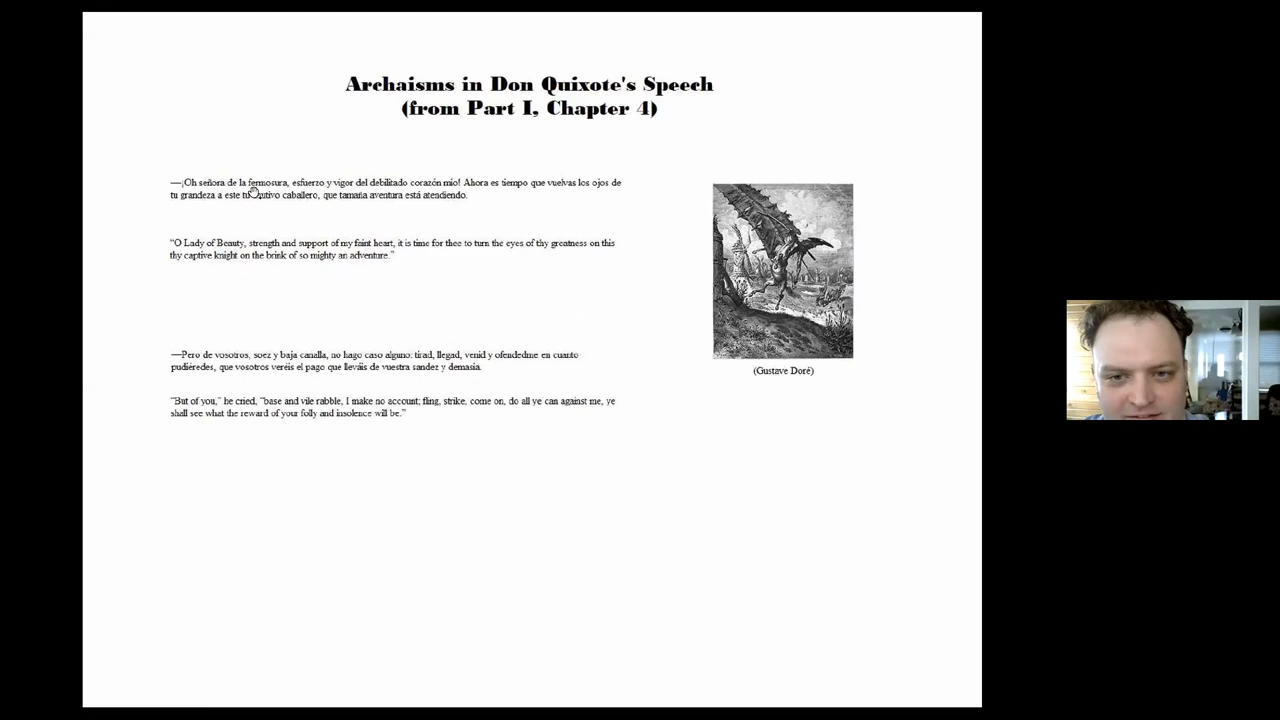 Archaisms in Don Quixote's Speech
(from Part I, Chapter 4)
—¡Oh señora de la fermosura, esfuerzo y vigor del debilitado corazón mío! Ahora es tiempo que vuelvas los ojos de
tu grandeza a este tu cautivo caballero, que tamaña aventura está atendiendo.
"O Lady of Beauty, strength and support of my faint heart, it is time for thee to turn the eyes of thy greatness on this
thy captive knight on the brink of so mighty an adventure."
—Pero de vosotros, soez y baja canalla, no hago caso alguno: tirad, llegad, venid y ofendedme en cuanto
pudiéredes, que vosotros veréis el pago que lleváis de vuestra sandez y demasía.
"But of you," he cried, "base and vile rabble, I make no account; fling, strike, come on, do all ye can against me, ye
shall see what the reward of your folly and insolence will be."
(Gustave Doré)